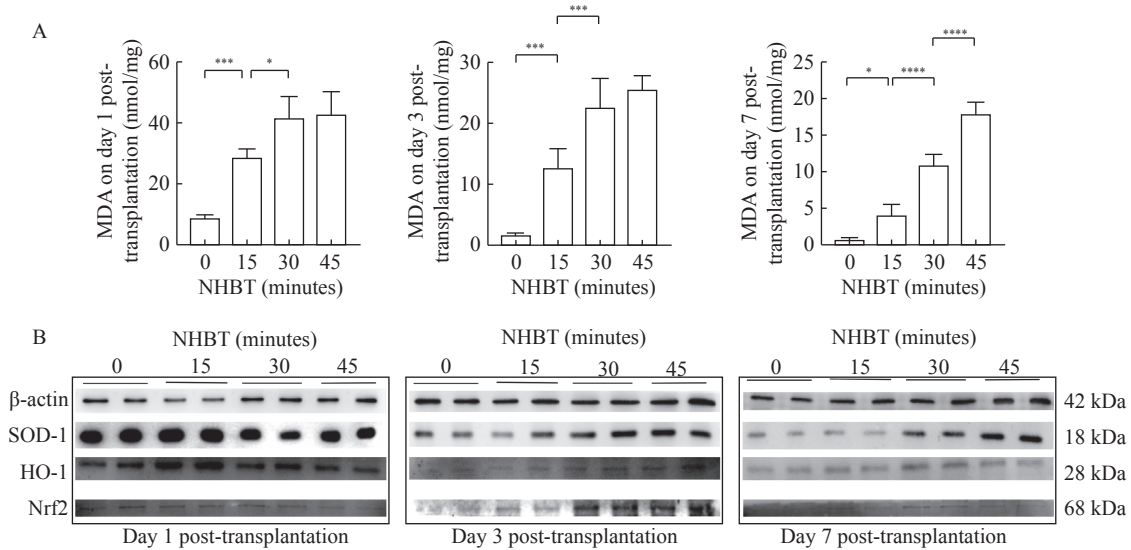 A
MDA on day 1 post-
transplantation (nmol/mg)
60
40
20
0
***
*
0 15 30 45
NHBT (minutes)
MDA on day 3 post-
transplantation (nmol/mg)
30
20
10
0
***
***
0 15 30 45
NHBT (minutes)
MDA on day 7 post-
transplantation (nmol/mg)
25
20
15
10
5
0
*
****
****
0 15 30 45
NHBT (minutes)
B
NHBT (minutes) NHBT (minutes) NHBT (minutes)
0 15 30 45 0 15 30 45 0 15 30 45
β-actin 42 kDa
SOD-1 18 kDa
HO-1 28 kDa
Nrf2 68 kDa
Day 1 post-transplantation Day 3 post-transplantation Day 7 post-transplantation